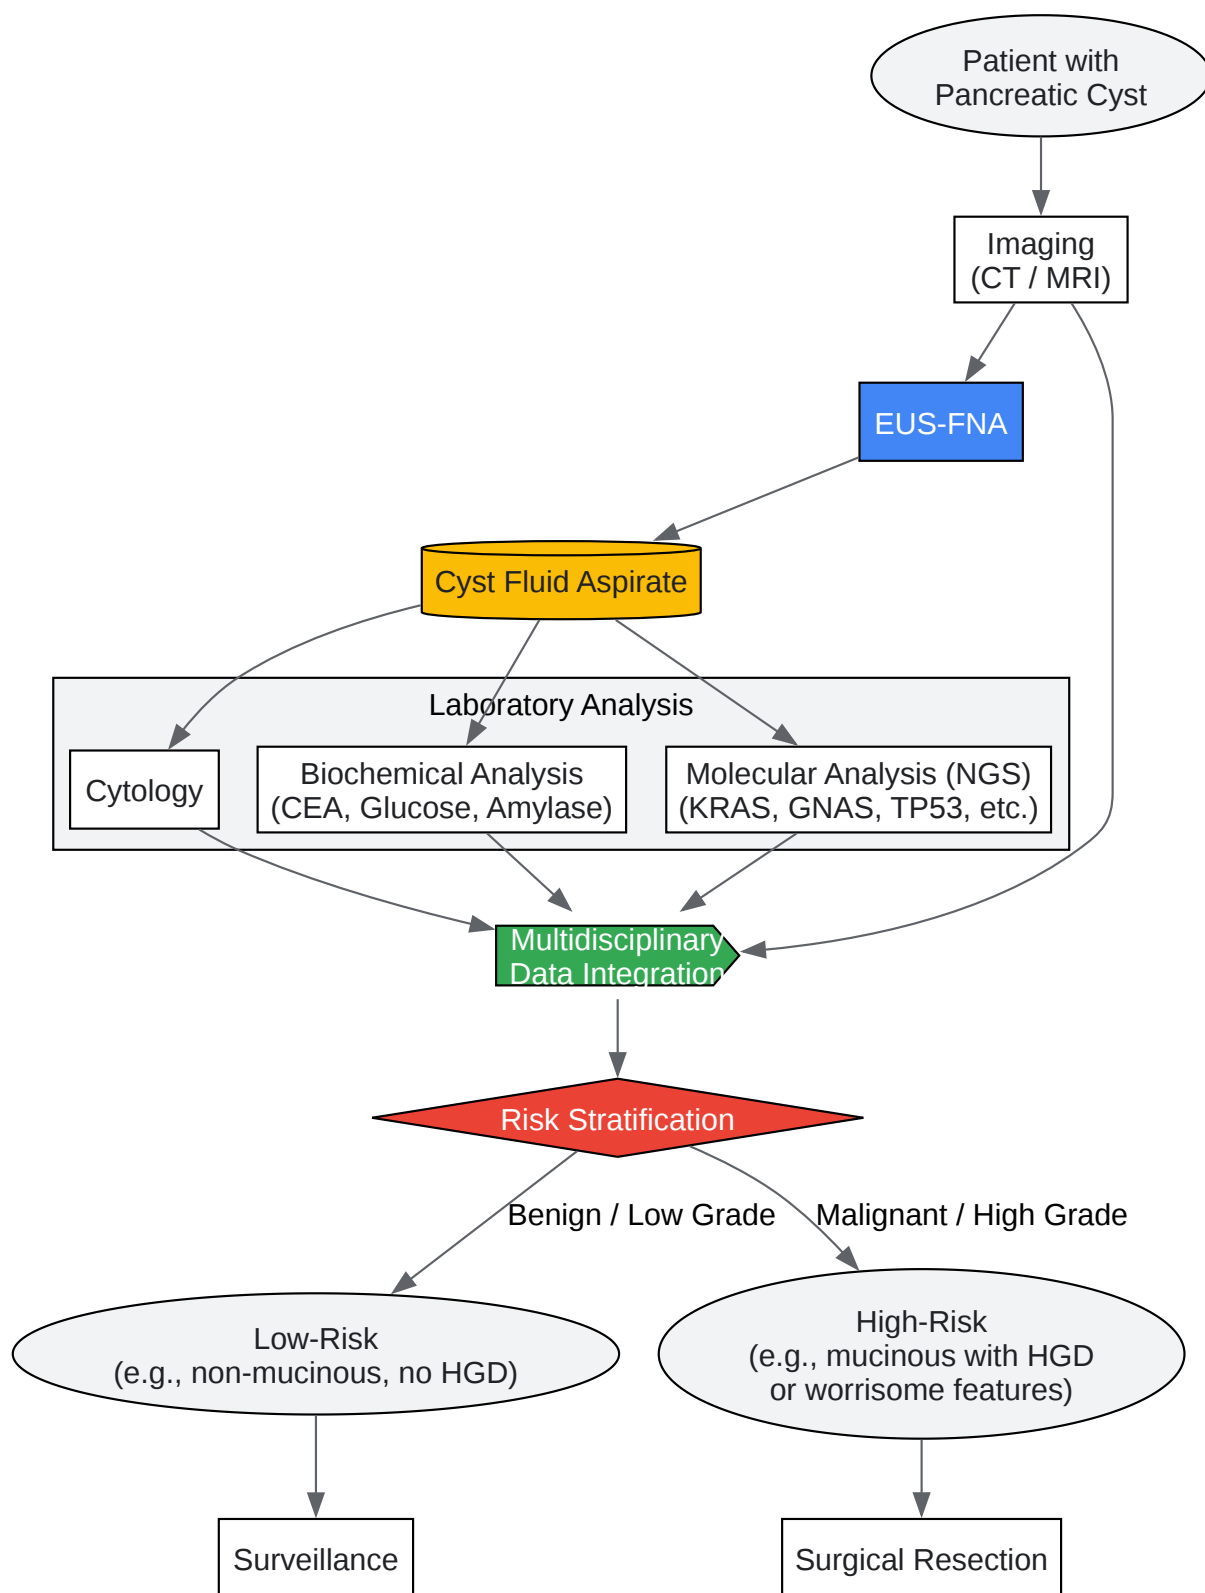 Patient with
Pancreatic Cyst
Imaging
(CT / MRI)
EUS-FNA
Cyst Fluid Aspirate
Laboratory Analysis
Cytology
Biochemical Analysis
(CEA, Glucose, Amylase)
Molecular Analysis (NGS)
(KRAS, GNAS, TP53, etc.)
Multidisciplinary
Data Integration
Risk Stratification
Benign / Low Grade
Malignant / High Grade
Low-Risk
(e.g., non-mucinous, no HGD)
High-Risk
(e.g., mucinous with HGD
or worrisome features)
Surveillance
Surgical Resection